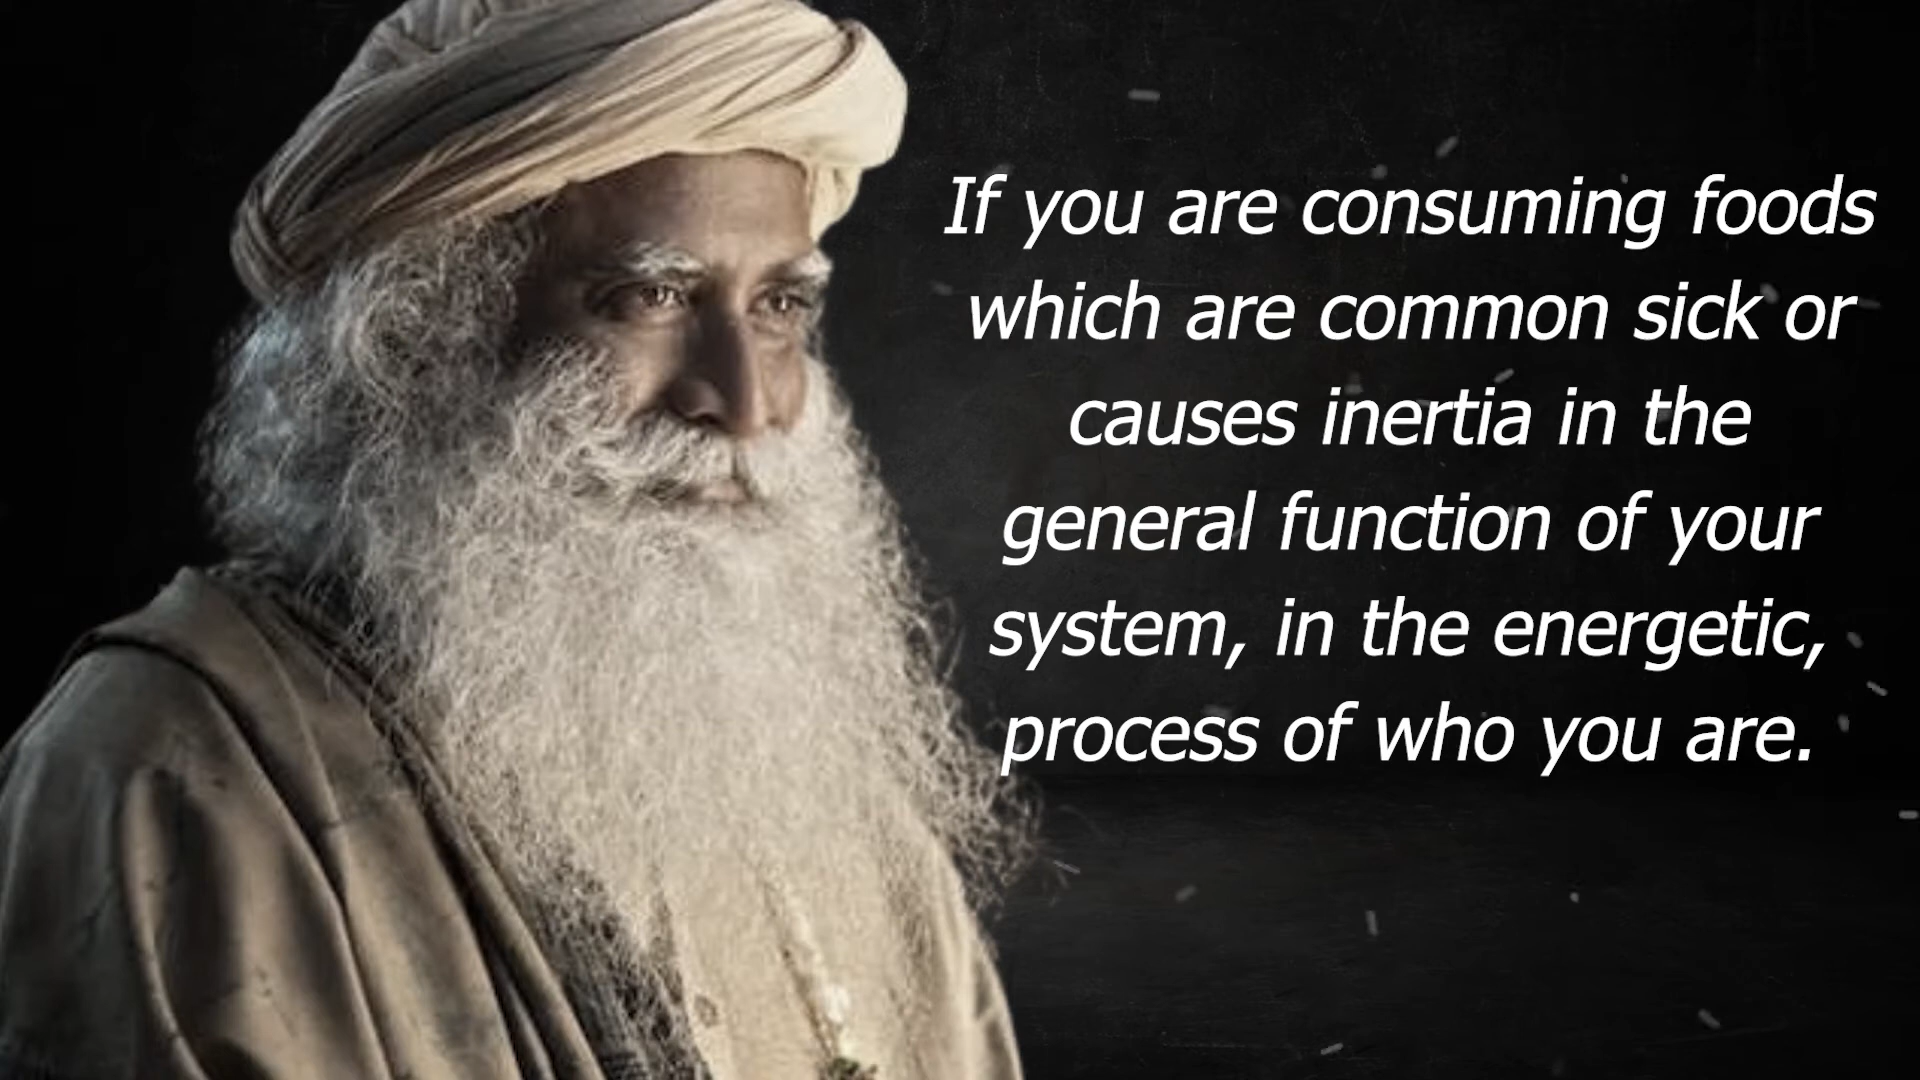 If you are consuming foods
which are common sick or
causes inertia in the
general function of your
system, in the energetic,
process of who you are.